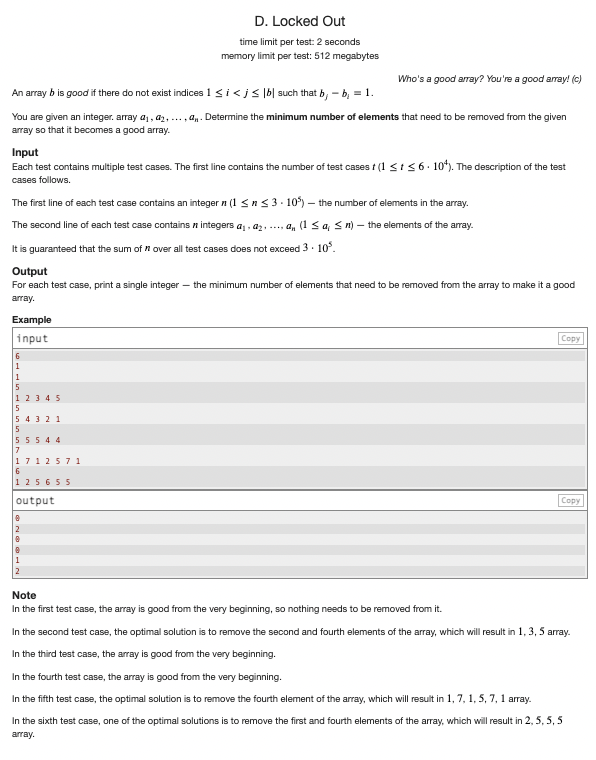 D. Locked Out
time limit per test: 2 seconds
memory limit per test: 512 megabytes
Who's a good array? You're a good array! (c)
An array b is good if there do not exist indices 1 ≤ i < j ≤ |b| such that b_j − b_i = 1.
You are given an integer. array a_1, a_2, … , a_n. Determine the minimum number of elements that need to be removed from the given
array so that it becomes a good array.
Input
Each test contains multiple test cases. The first line contains the number of test cases t (1 ≤ t ≤ 6 · 10^4). The description of the test
cases follows.
The first line of each test case contains an integer n (1 ≤ n ≤ 3 · 10^5) — the number of elements in the array.
The second line of each test case contains n integers a_1, a_2, …, a_n (1 ≤ a_i ≤ n) — the elements of the array.
It is guaranteed that the sum of n over all test cases does not exceed 3 · 10^5.
Output
For each test case, print a single integer — the minimum number of elements that need to be removed from the array to make it a good
array.
Example
input Copy
6
1
1
5
1 2 3 4 5
5
5 4 3 2 1
5
5 5 5 4 4
7
1 7 1 2 5 7 1
6
1 2 5 6 5 5
output Copy
0
2
0
0
1
2
Note
In the first test case, the array is good from the very beginning, so nothing needs to be removed from it.
In the second test case, the optimal solution is to remove the second and fourth elements of the array, which will result in 1, 3, 5 array.
In the third test case, the array is good from the very beginning.
In the fourth test case, the array is good from the very beginning.
In the fifth test case, the optimal solution is to remove the fourth element of the array, which will result in 1, 7, 1, 5, 7, 1 array.
In the sixth test case, one of the optimal solutions is to remove the first and fourth elements of the array, which will result in 2, 5, 5, 5
array.